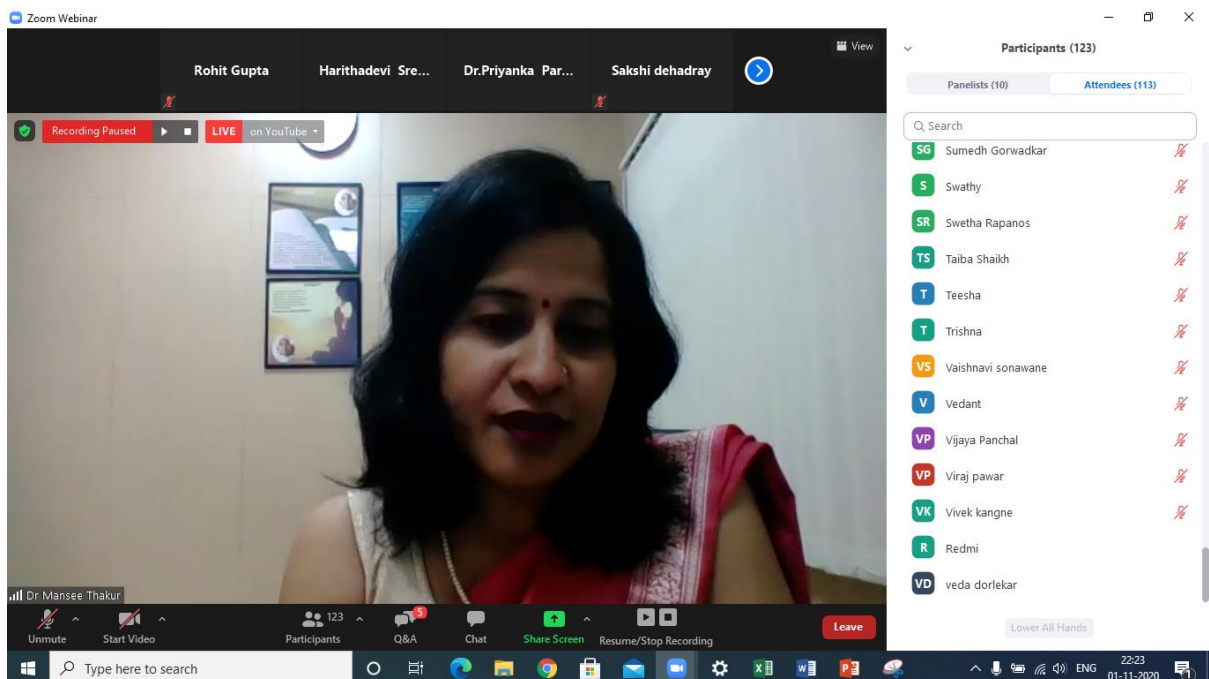 Zoom Webinar
Rohit Gupta
Harithadevi Sre...
Dr.Priyanka Par...
Sakshi dehadray
View
Recording Paused
LIVE on YouTube
Dr Mansee Thakur
Unmute
Start Video
123
Participants
5
Q&A
Chat
Share Screen
Resume/Stop Recording
Leave
Participants (123)
Panelists (10)
Attendees (113)
Search
SG Sumedh Gorwadkar
S Swathy
SR Swetha Rapanos
TS Taiba Shaikh
T Teesha
T Trishna
VS Vaishnavi sonawane
V Vedant
VP Vijaya Panchal
VP Viraj pawar
VK Vivek kangne
R Redmi
VD veda dorlekar
Lower All Hands
Type here to search
ENG
22:23
01-11-2020